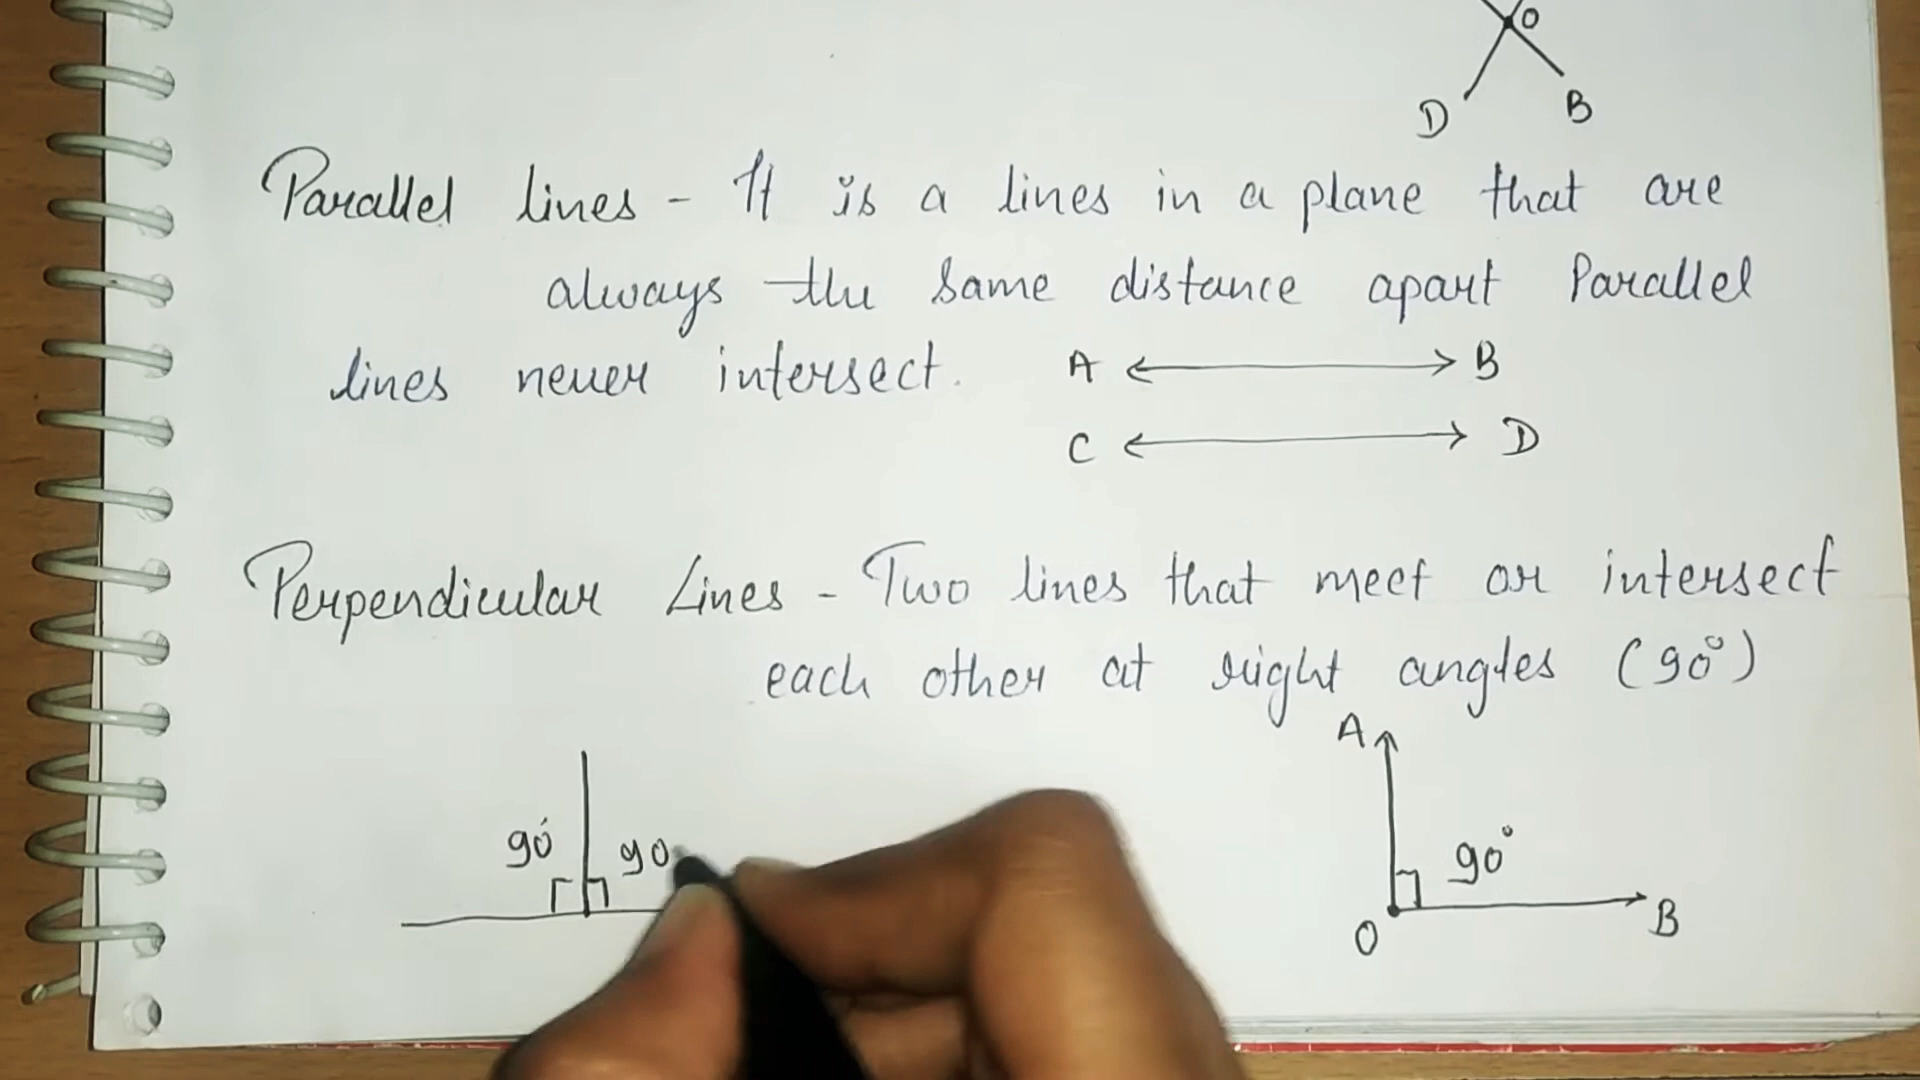 O
D B
Parallel lines - It is a lines in a plane that are
always the same distance apart Parallel
lines never intersect. A B
C D
Perpendicular Lines - Two lines that meet or intersect
each other at right angles (90°)
A
90° 90 90°
O B